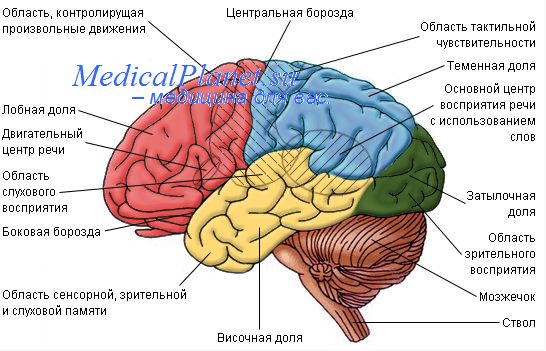 Область, контролирущая
произвольные движения
Центральная борозда
Область тактильной
чувствительности
Теменная доля
Основной центр
восприятия речи
с использованием
слов
MedicalPlanet su
– медицина для вас
Лобная доля
Двигательный
центр речи
Область
слухового
восприятия
Боковая борозда
Затылочная
доля
Область
зрительного
восприятия
Область сенсорной, зрительной
и слуховой памяти
Мозжечок
Ствол
Височная доля